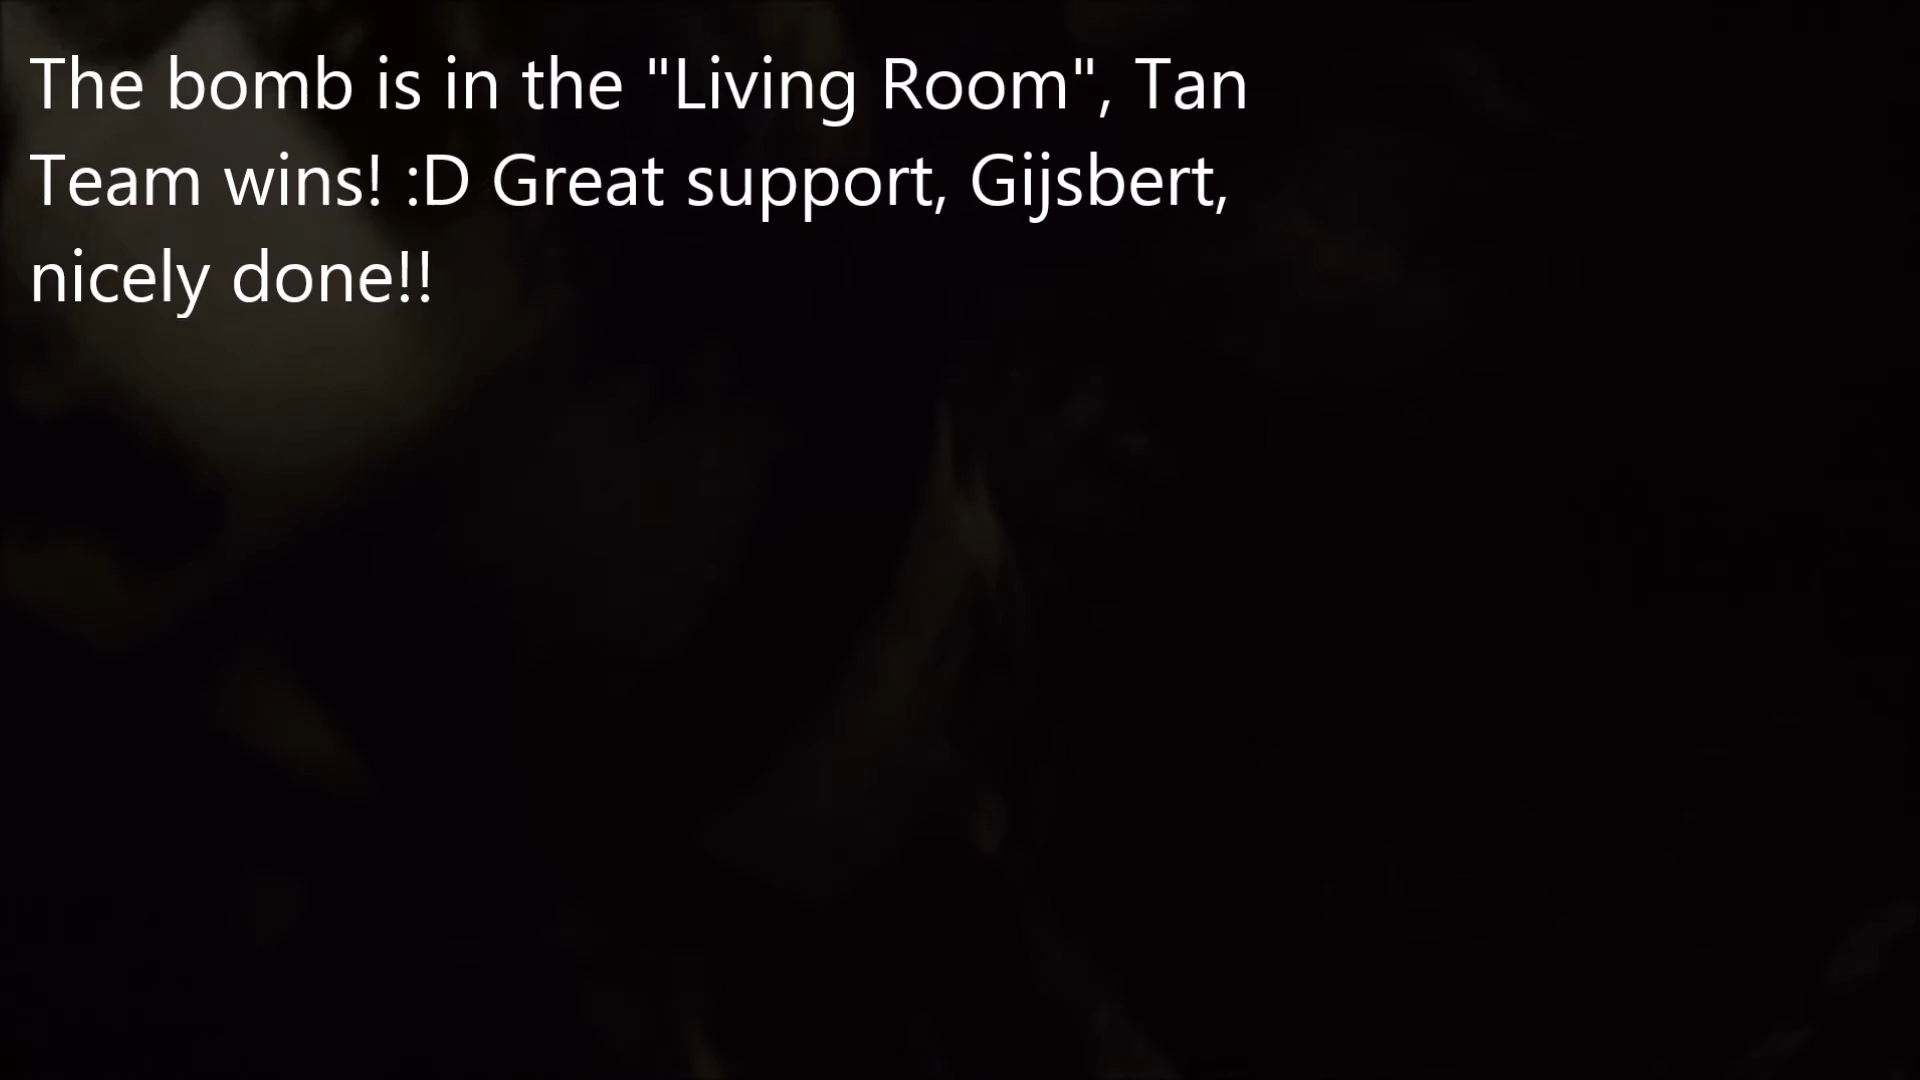 The bomb is in the "Living Room", Tan
Team wins! :D Great support, Gijsbert,
nicely done!!